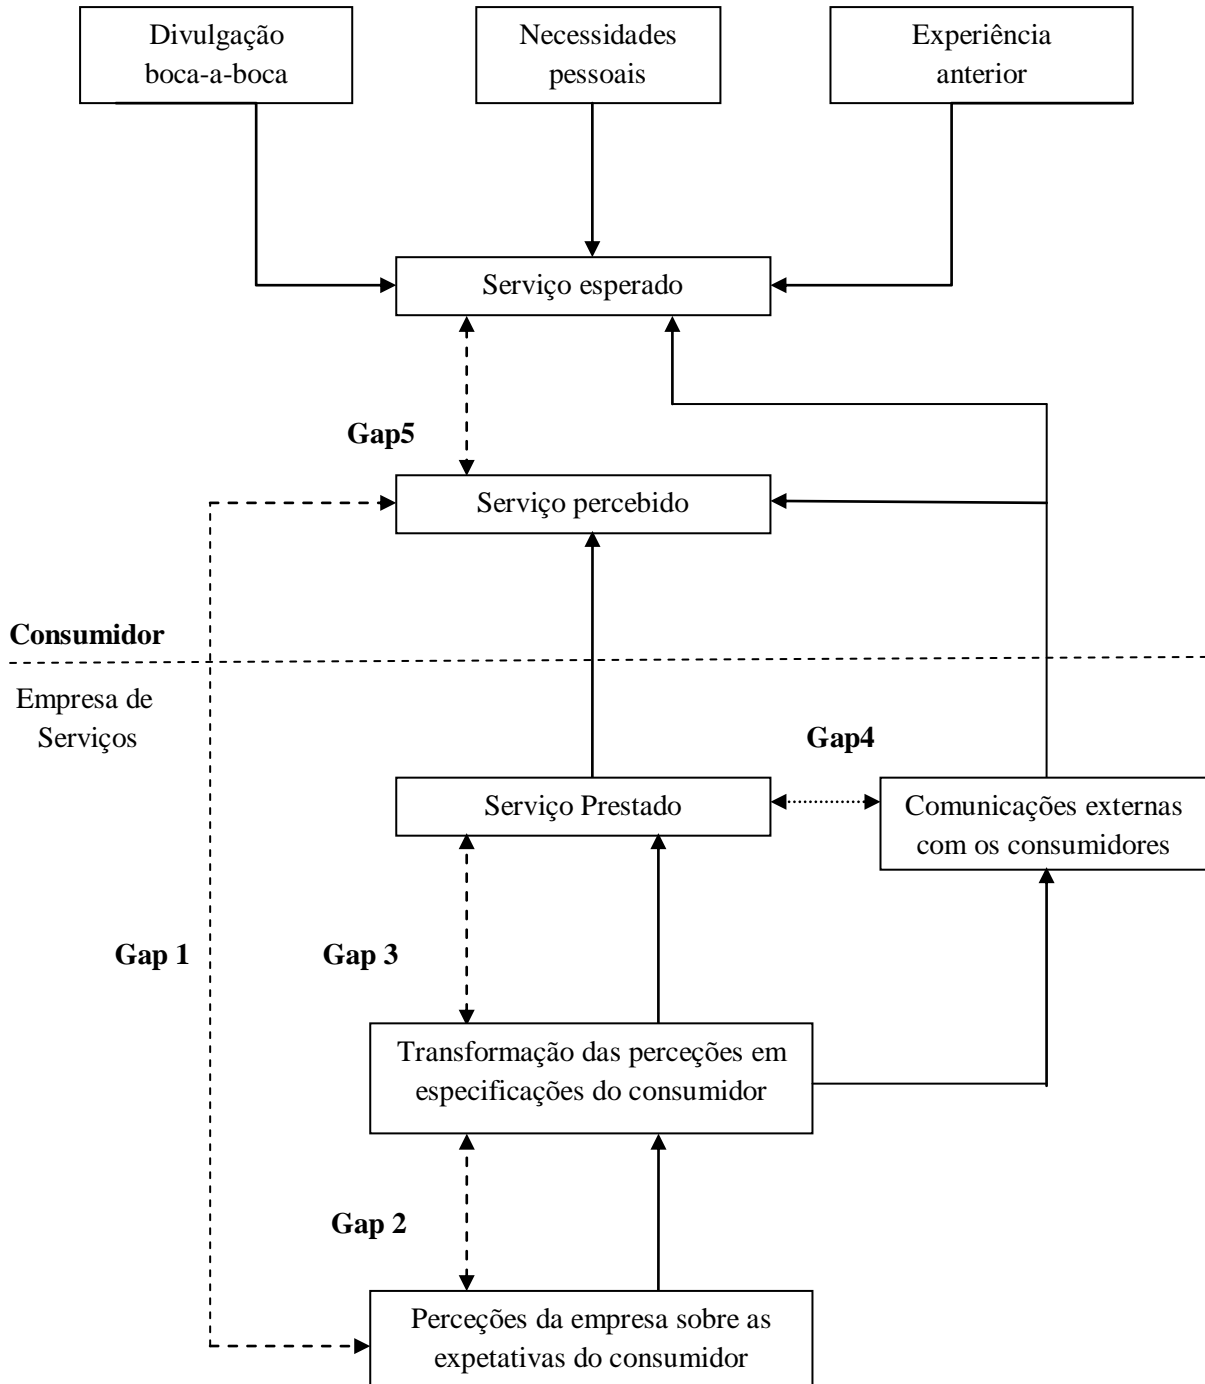 Divulgação
boca-a-boca
Necessidades
pessoais
Experiência
anterior
Serviço esperado
Gap5
Serviço percebido
Consumidor
Empresa de
Serviços
Gap4
Serviço Prestado
Comunicações externas
com os consumidores
Gap 1
Gap 3
Transformação das perceções em
especificações do consumidor
Gap 2
Perceções da empresa sobre as
expetativas do consumidor